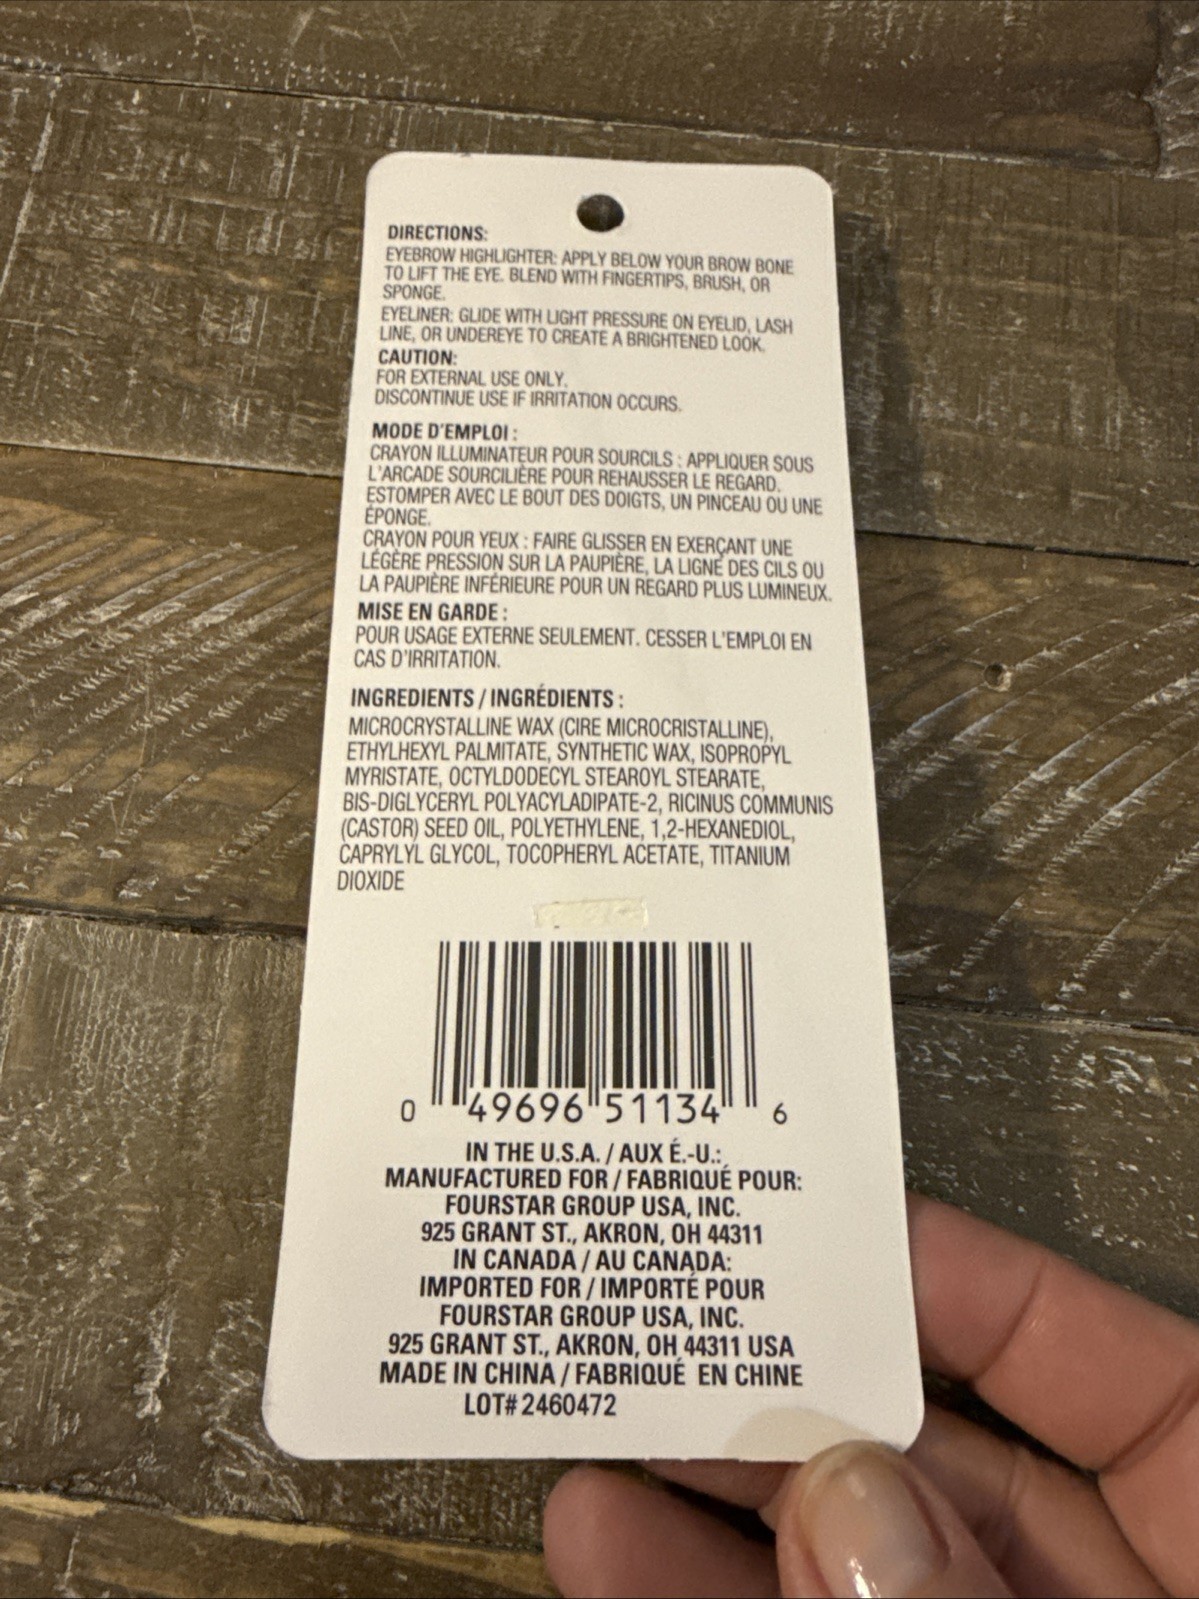 DIRECTIONS:
EYEBROW HIGHLIGHTER: APPLY BELOW YOUR BROW BONE
TO LIFT THE EYE. BLEND WITH FINGERTIPS, BRUSH, OR
SPONGE.
EYELINER: GLIDE WITH LIGHT PRESSURE ON EYELID, LASH
LINE, OR UNDEREYE TO CREATE A BRIGHTENED LOOK.
CAUTION:
FOR EXTERNAL USE ONLY.
DISCONTINUE USE IF IRRITATION OCCURS.
MODE D'EMPLOI :
CRAYON ILLUMINATEUR POUR SOURCILS : APPLIQUER SOUS
L'ARCADE SOURCILIÈRE POUR REHAUSSER LE REGARD.
ESTOMPER AVEC LE BOUT DES DOIGTS, UN PINCEAU OU UNE
ÉPONGE.
CRAYON POUR YEUX : FAIRE GLISSER EN EXERÇANT UNE
LÉGÈRE PRESSION SUR LA PAUPIÈRE, LA LIGNE DES CILS OU
LA PAUPIÈRE INFÉRIEURE POUR UN REGARD PLUS LUMINEUX.
MISE EN GARDE :
POUR USAGE EXTERNE SEULEMENT. CESSER L'EMPLOI EN
CAS D'IRRITATION.
INGREDIENTS / INGRÉDIENTS :
MICROCRYSTALLINE WAX (CIRE MICROCRISTALLINE),
ETHYLHEXYL PALMITATE, SYNTHETIC WAX, ISOPROPYL
MYRISTATE, OCTYLDODECYL STEAROYL STEARATE,
BIS-DIGLYCERYL POLYACYLADIPATE-2, RICINUS COMMUNIS
(CASTOR) SEED OIL, POLYETHYLENE, 1,2-HEXANEDIOL,
CAPRYLYL GLYCOL, TOCOPHERYL ACETATE, TITANIUM
DIOXIDE
0 49696 51134 6
IN THE U.S.A. / AUX É.-U.:
MANUFACTURED FOR / FABRIQUÉ POUR:
FOURSTAR GROUP USA, INC.
925 GRANT ST., AKRON, OH 44311
IN CANADA / AU CANADA:
IMPORTED FOR / IMPORTÉ POUR
FOURSTAR GROUP USA, INC.
925 GRANT ST., AKRON, OH 44311 USA
MADE IN CHINA / FABRIQUÉ EN CHINE
LOT# 2460472